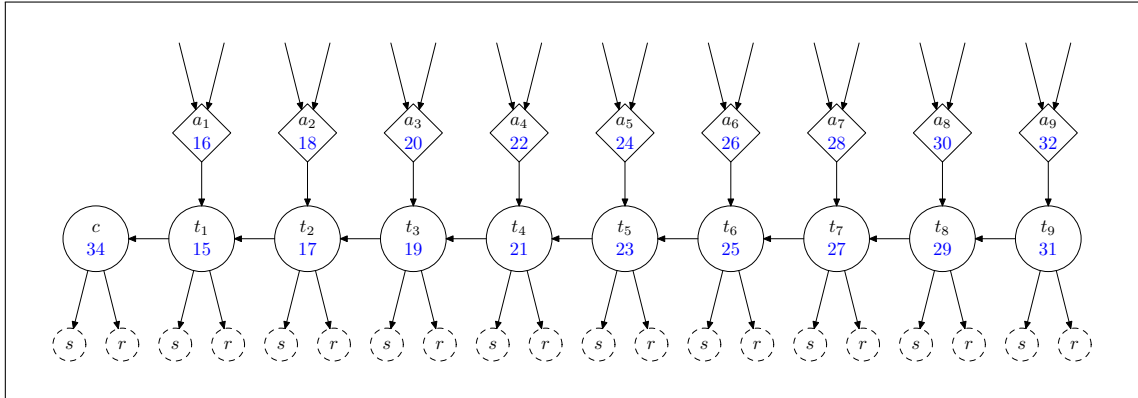 a₁ a₂ a₃ a₄ a₅ a₆ a₇ a₈ a₉
16 18 20 22 24 26 28 30 32
c t₁ t₂ t₃ t₄ t₅ t₆ t₇ t₈ t₉
34 15 17 19 21 23 25 27 29 31
s r s r s r s r s r s r s r s r s r s r